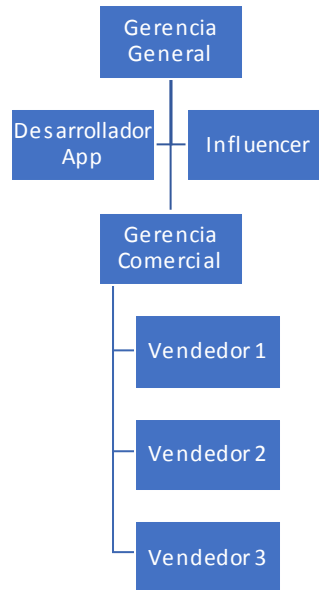 Gerencia
General
Desarrollador
App
Influencer
Gerencia
Comercial
Vendedor 1
Vendedor 2
Vendedor 3